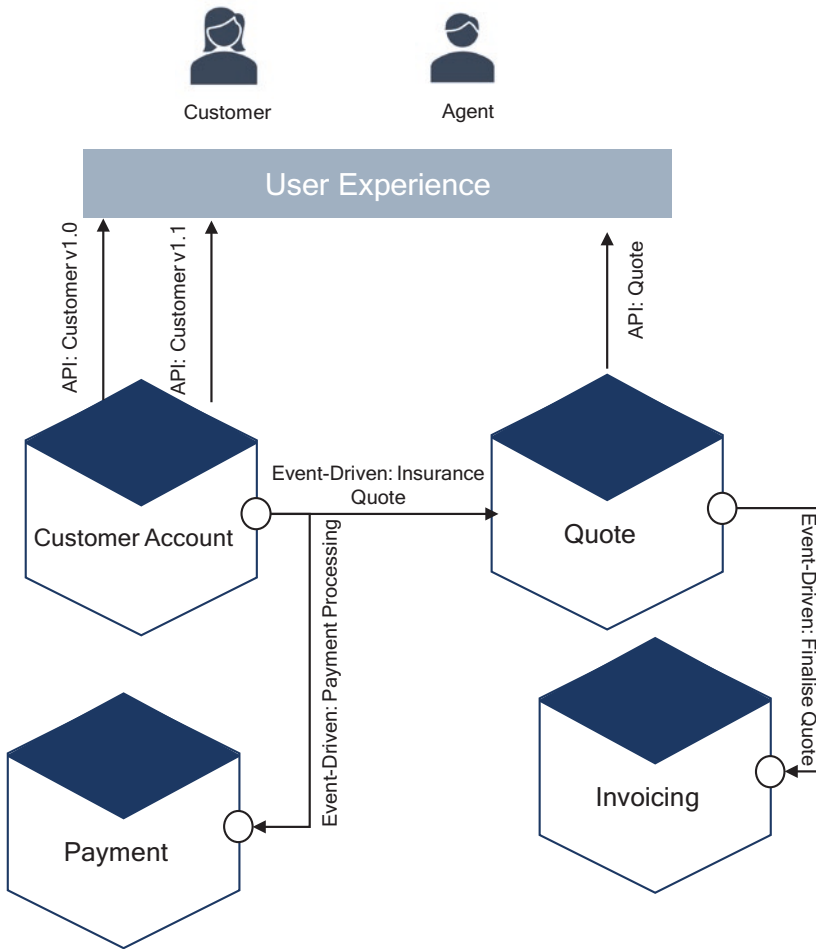 Customer
Agent
User Experience
API: Customer v1.0
API: Customer v1.1
API: Quote
Event-Driven: Insurance
Quote
Customer Account
Quote
Event-Driven: Payment Processing
Event-Driven: Finalise Quote
Payment
Invoicing